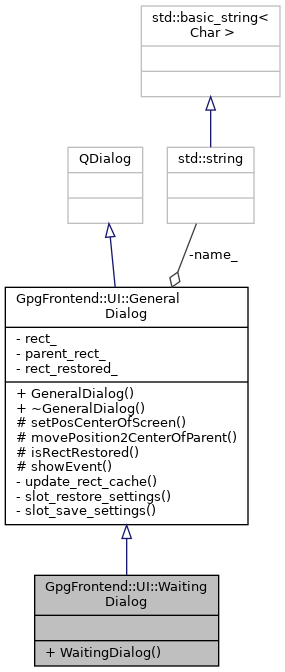 std::basic_string<
Char >
QDialog
std::string
-name_
GpgFrontend::UI::General
Dialog
- rect_
- parent_rect_
- rect_restored_
+ GeneralDialog()
+ ~GeneralDialog()
# setPosCenterOfScreen()
# movePosition2CenterOfParent()
# isRectRestored()
# showEvent()
- update_rect_cache()
- slot_restore_settings()
- slot_save_settings()
GpgFrontend::UI::Waiting
Dialog
+ WaitingDialog()